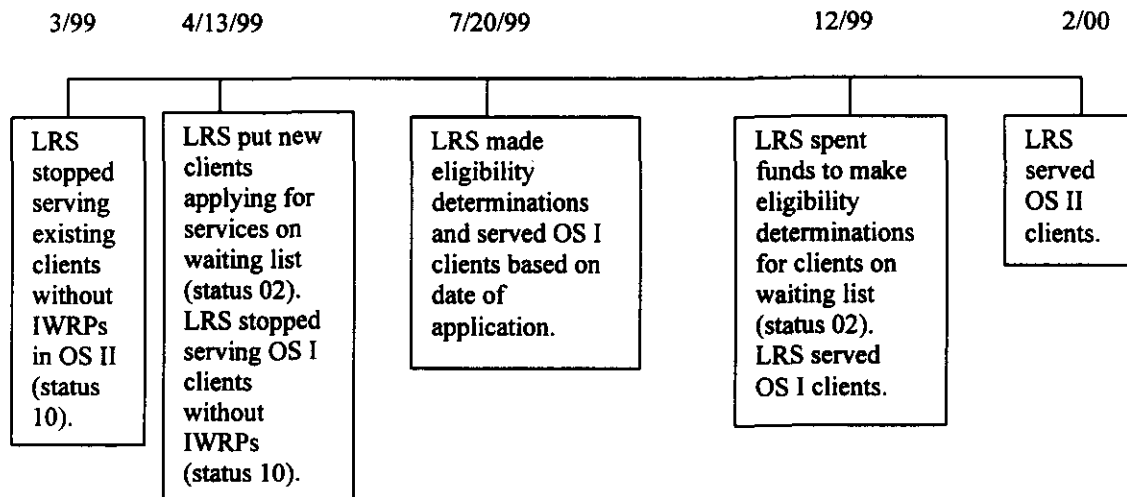 3/99 4/13/99 7/20/99 12/99 2/00
LRS
stopped
serving
existing
clients
without
IWRPs
in OS II
(status
10).
LRS put new
clients
applying for
services on
waiting list
(status 02).
LRS stopped
serving OS I
clients
without
IWRPs
(status 10).
LRS made
eligibility
determinations
and served OS I
clients based on
date of
application.
LRS spent
funds to make
eligibility
determinations
for clients on
waiting list
(status 02).
LRS served
OS I clients.
LRS
served
OS II
clients.